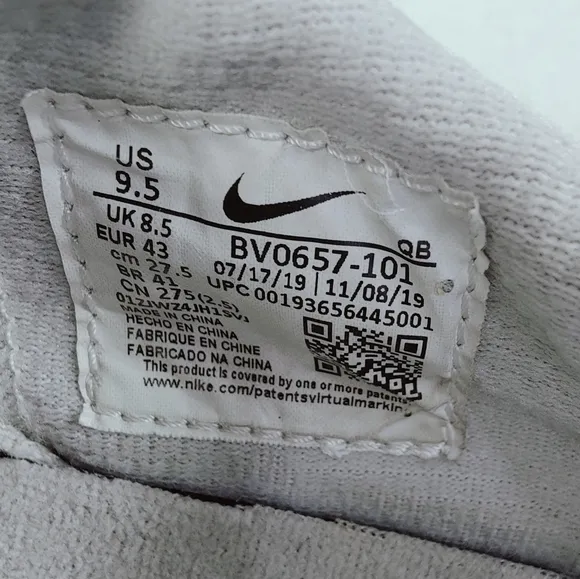 US
9.5
UK 8.5
EUR 43
cm 27.5
BR 41
CN 275(2.5)
QB
BV0657-101
07/17/19 | 11/08/19
UPC 00193656445001
MADE IN CHINA
HECHO EN CHINA
FABRIQUE EN CHINE
FABRICADO NA CHINA
This product is covered by one or more patents.
www.nike.com/patentsvirtualmarking